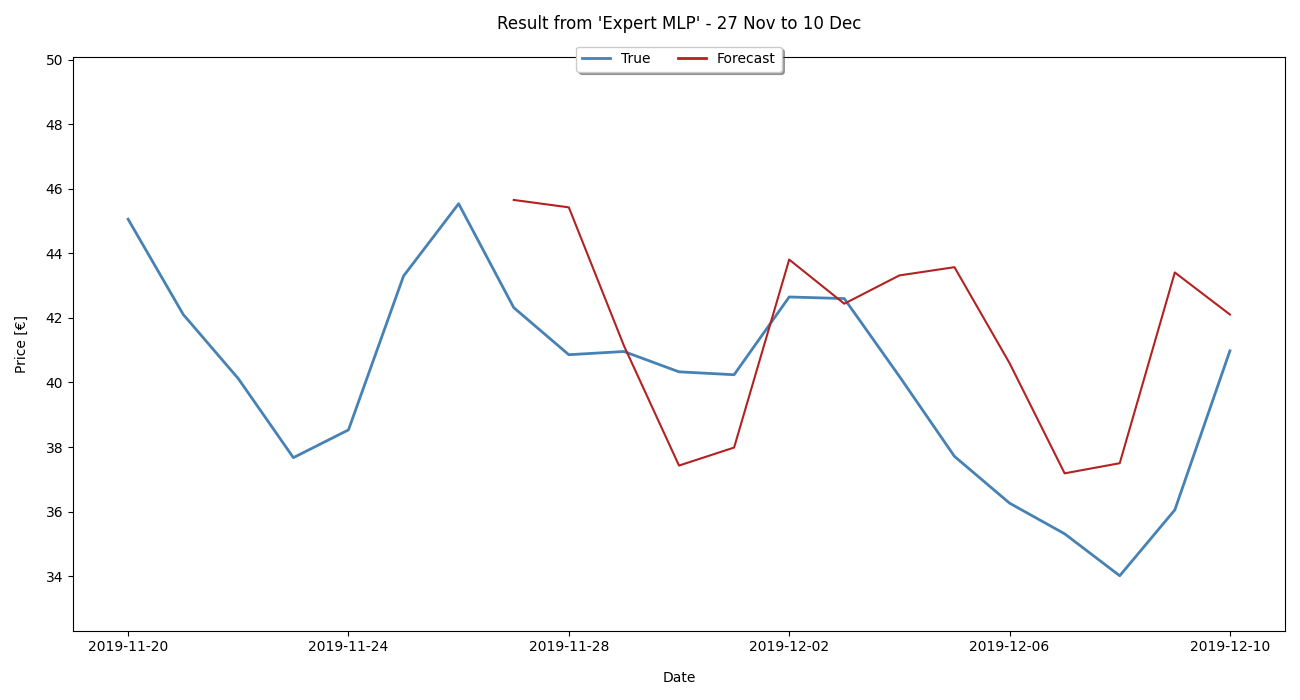 Result from 'Expert MLP' - 27 Nov to 10 Dec
True Forecast
50
48
46
44
42
40
38
36
34
Price [€]
2019-11-20 2019-11-24 2019-11-28 2019-12-02 2019-12-06 2019-12-10
Date